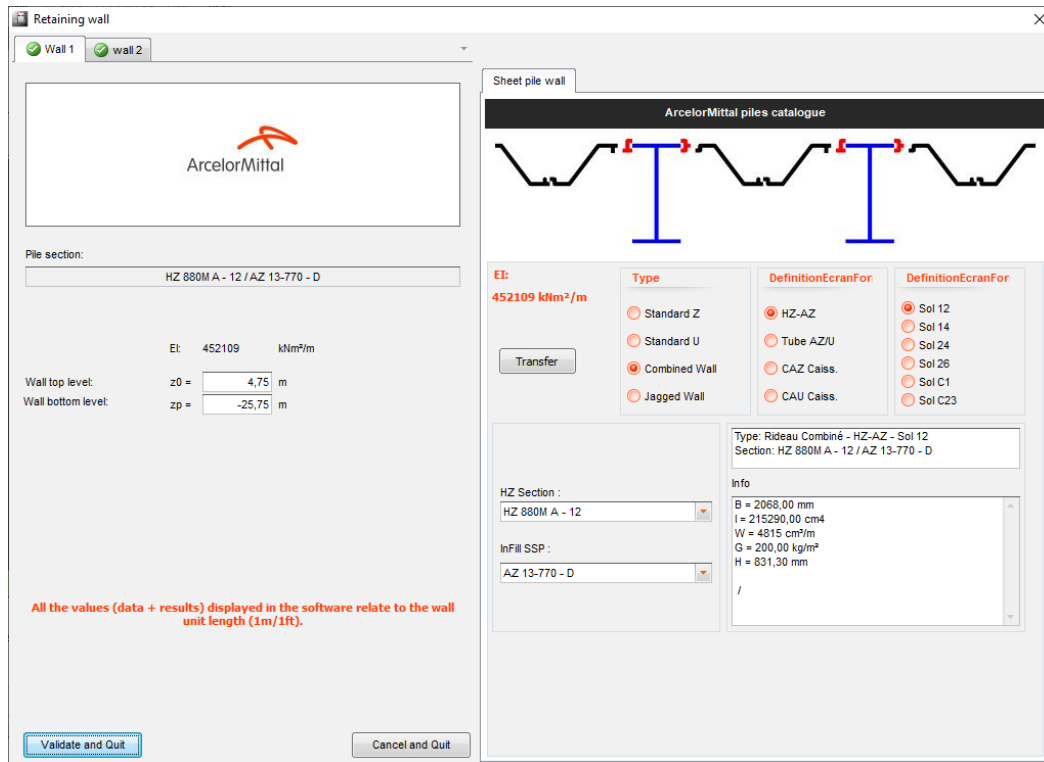 Retaining wall
Wall 1
wall 2
ArcelorMittal
Pile section:
HZ 880M A - 12 / AZ 13-770 - D
EI: 452109 kNm²/m
Wall top level: z0 = 4,75 m
Wall bottom level: zp = -25,75 m
All the values (data + results) displayed in the software relate to the wall
unit length (1m/1ft).
Validate and Quit
Cancel and Quit
Sheet pile wall
ArcelorMittal piles catalogue
EI:
452109 kNm²/m
Transfer
Type
Standard Z
Standard U
Combined Wall
Jagged Wall
DefinitionEcranFor
HZ-AZ
Tube AZ/U
CAZ Caiss.
CAU Caiss.
DefinitionEcranFor
Sol 12
Sol 14
Sol 24
Sol 26
Sol C1
Sol C23
HZ Section :
HZ 880M A - 12
InFill SSP :
AZ 13-770 - D
Type: Rideau Combiné - HZ-AZ - Sol 12
Section: HZ 880M A - 12 / AZ 13-770 - D
Info
B = 2068,00 mm
I = 215290,00 cm4
W = 4815 cm³/m
G = 200,00 kg/m²
H = 831,30 mm
/